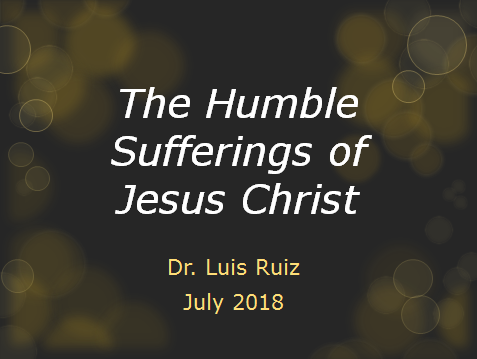 The Humble
Sufferings of
Jesus Christ
Dr. Luis Ruiz
July 2018